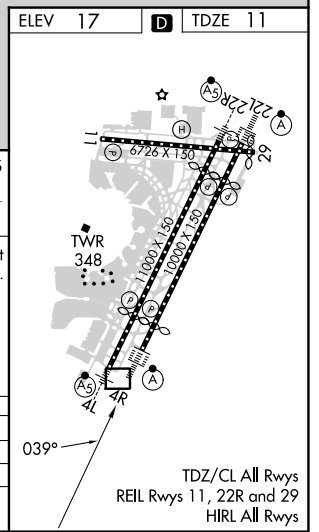 ELEV 17
D
TDZE 11
A5
22R
22L
A
H
11
P
6726 X 150
P
29
P
P
TWR
348
11000 X 150
10000 X 150
P
P
A5
4L
4R
A
039°
TDZ/CL All Rwys
REIL Rwys 11, 22R and 29
HIRL All Rwys